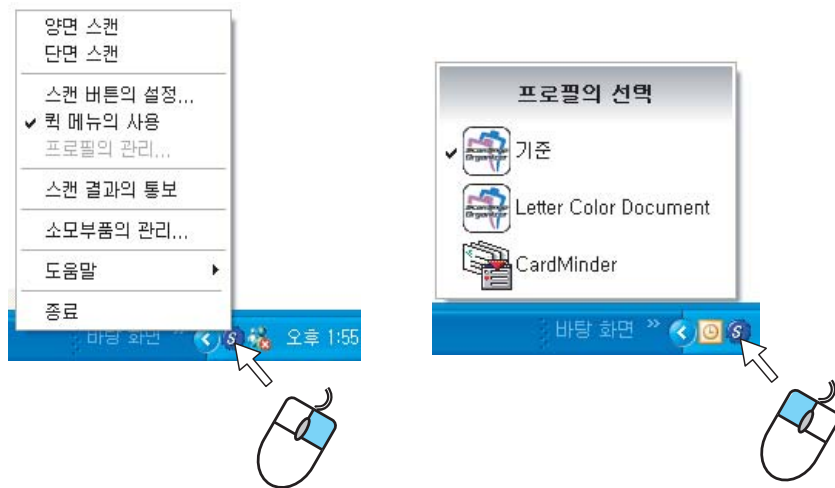 양면 스캔
단면 스캔
스캔 버튼의 설정...
퀵 메뉴의 사용
프로필의 관리...
스캔 결과의 통보
소모부품의 관리...
도움말
종료
바탕 화면 »
오후 1:55
프로필의 선택
기준
Letter Color Document
CardMinder
바탕 화면 »
S